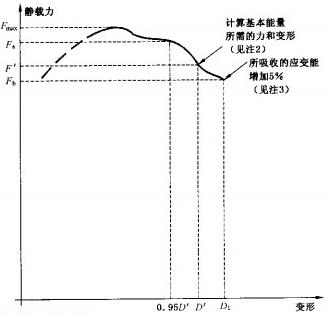 静载力
Fmax
Fa
F′
Fb
计算基本能量
所需的力和变形
（见注2）
所吸收的应变能
增加5%
（见注3）
0.95D′
D′
D1
变形